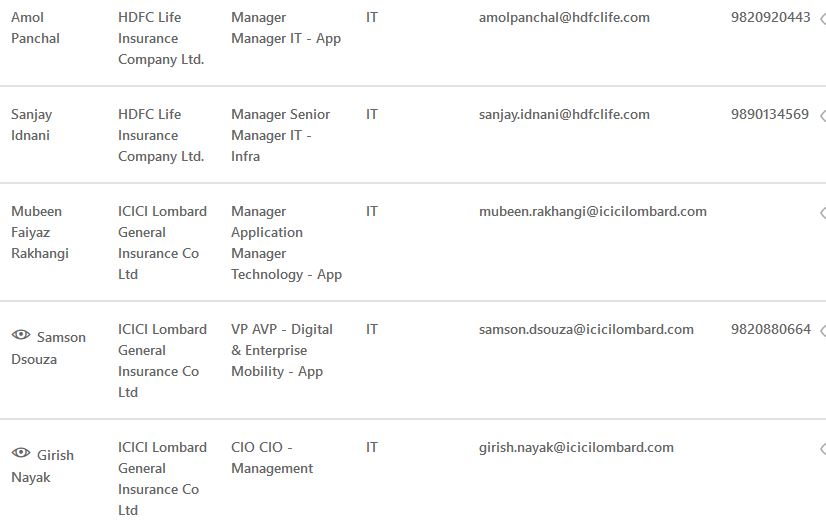 Amol Panchal HDFC Life Insurance Company Ltd. Manager Manager IT - App IT amolpanchal@hdfclife.com 9820920443
Sanjay Idnani HDFC Life Insurance Company Ltd. Manager Senior Manager IT - Infra IT sanjay.idnani@hdfclife.com 9890134569
Mubeen Faiyaz Rakhangi ICICI Lombard General Insurance Co Ltd Manager Application Manager Technology - App IT mubeen.rakhangi@icicilombard.com
Samson Dsouza ICICI Lombard General Insurance Co Ltd VP AVP - Digital & Enterprise Mobility - App IT samson.dsouza@icicilombard.com 9820880664
Girish Nayak ICICI Lombard General Insurance Co Ltd CIO CIO - Management IT girish.nayak@icicilombard.com